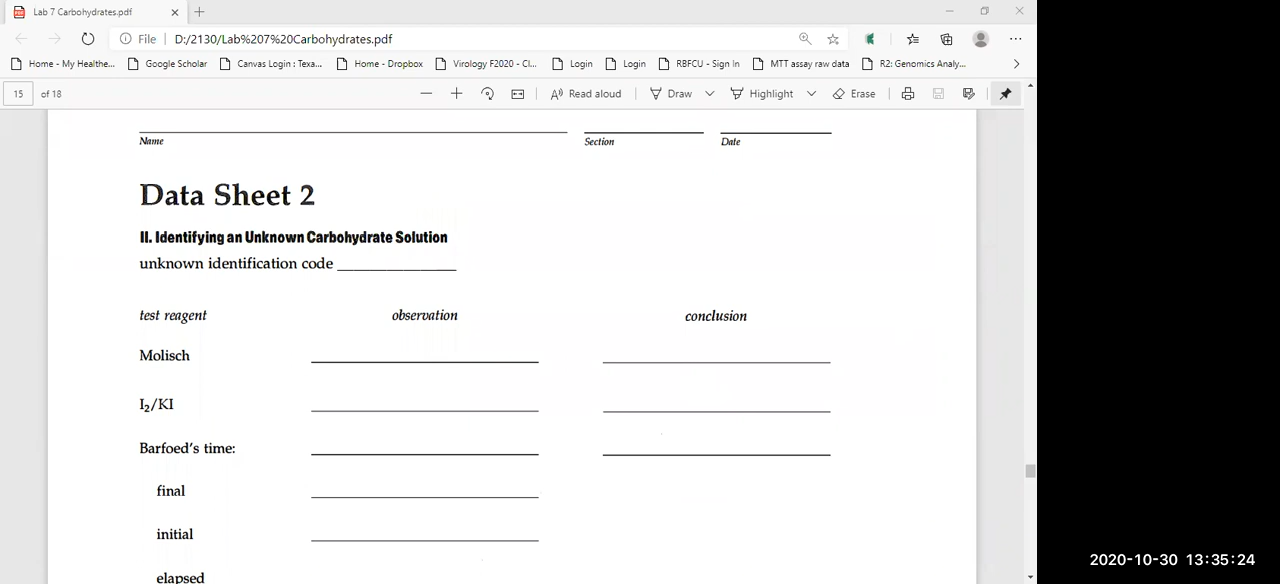 Lab 7 Carbohydrates.pdf
File D:/2130/Lab%207%20Carbohydrates.pdf
Home - My Healthe... Google Scholar Canvas Login : Texa... Home - Dropbox Virology F2020 - Cl... Login Login RBFCU - Sign In MTT assay raw data R2: Genomics Analy...
15 of 18 Read aloud Draw Highlight Erase
Name Section Date
Data Sheet 2
II. Identifying an Unknown Carbohydrate Solution
unknown identification code
test reagent observation conclusion
Molisch
I₂/KI
Barfoed's time:
final
initial
elapsed
2020-10-30 13:35:24